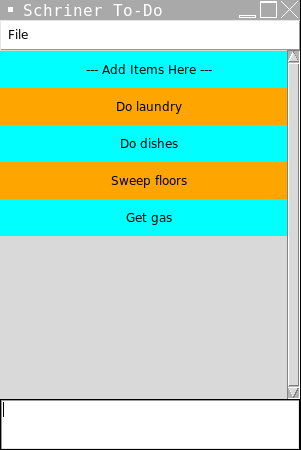 Schriner To-Do
File
--- Add Items Here ---
Do laundry
Do dishes
Sweep floors
Get gas